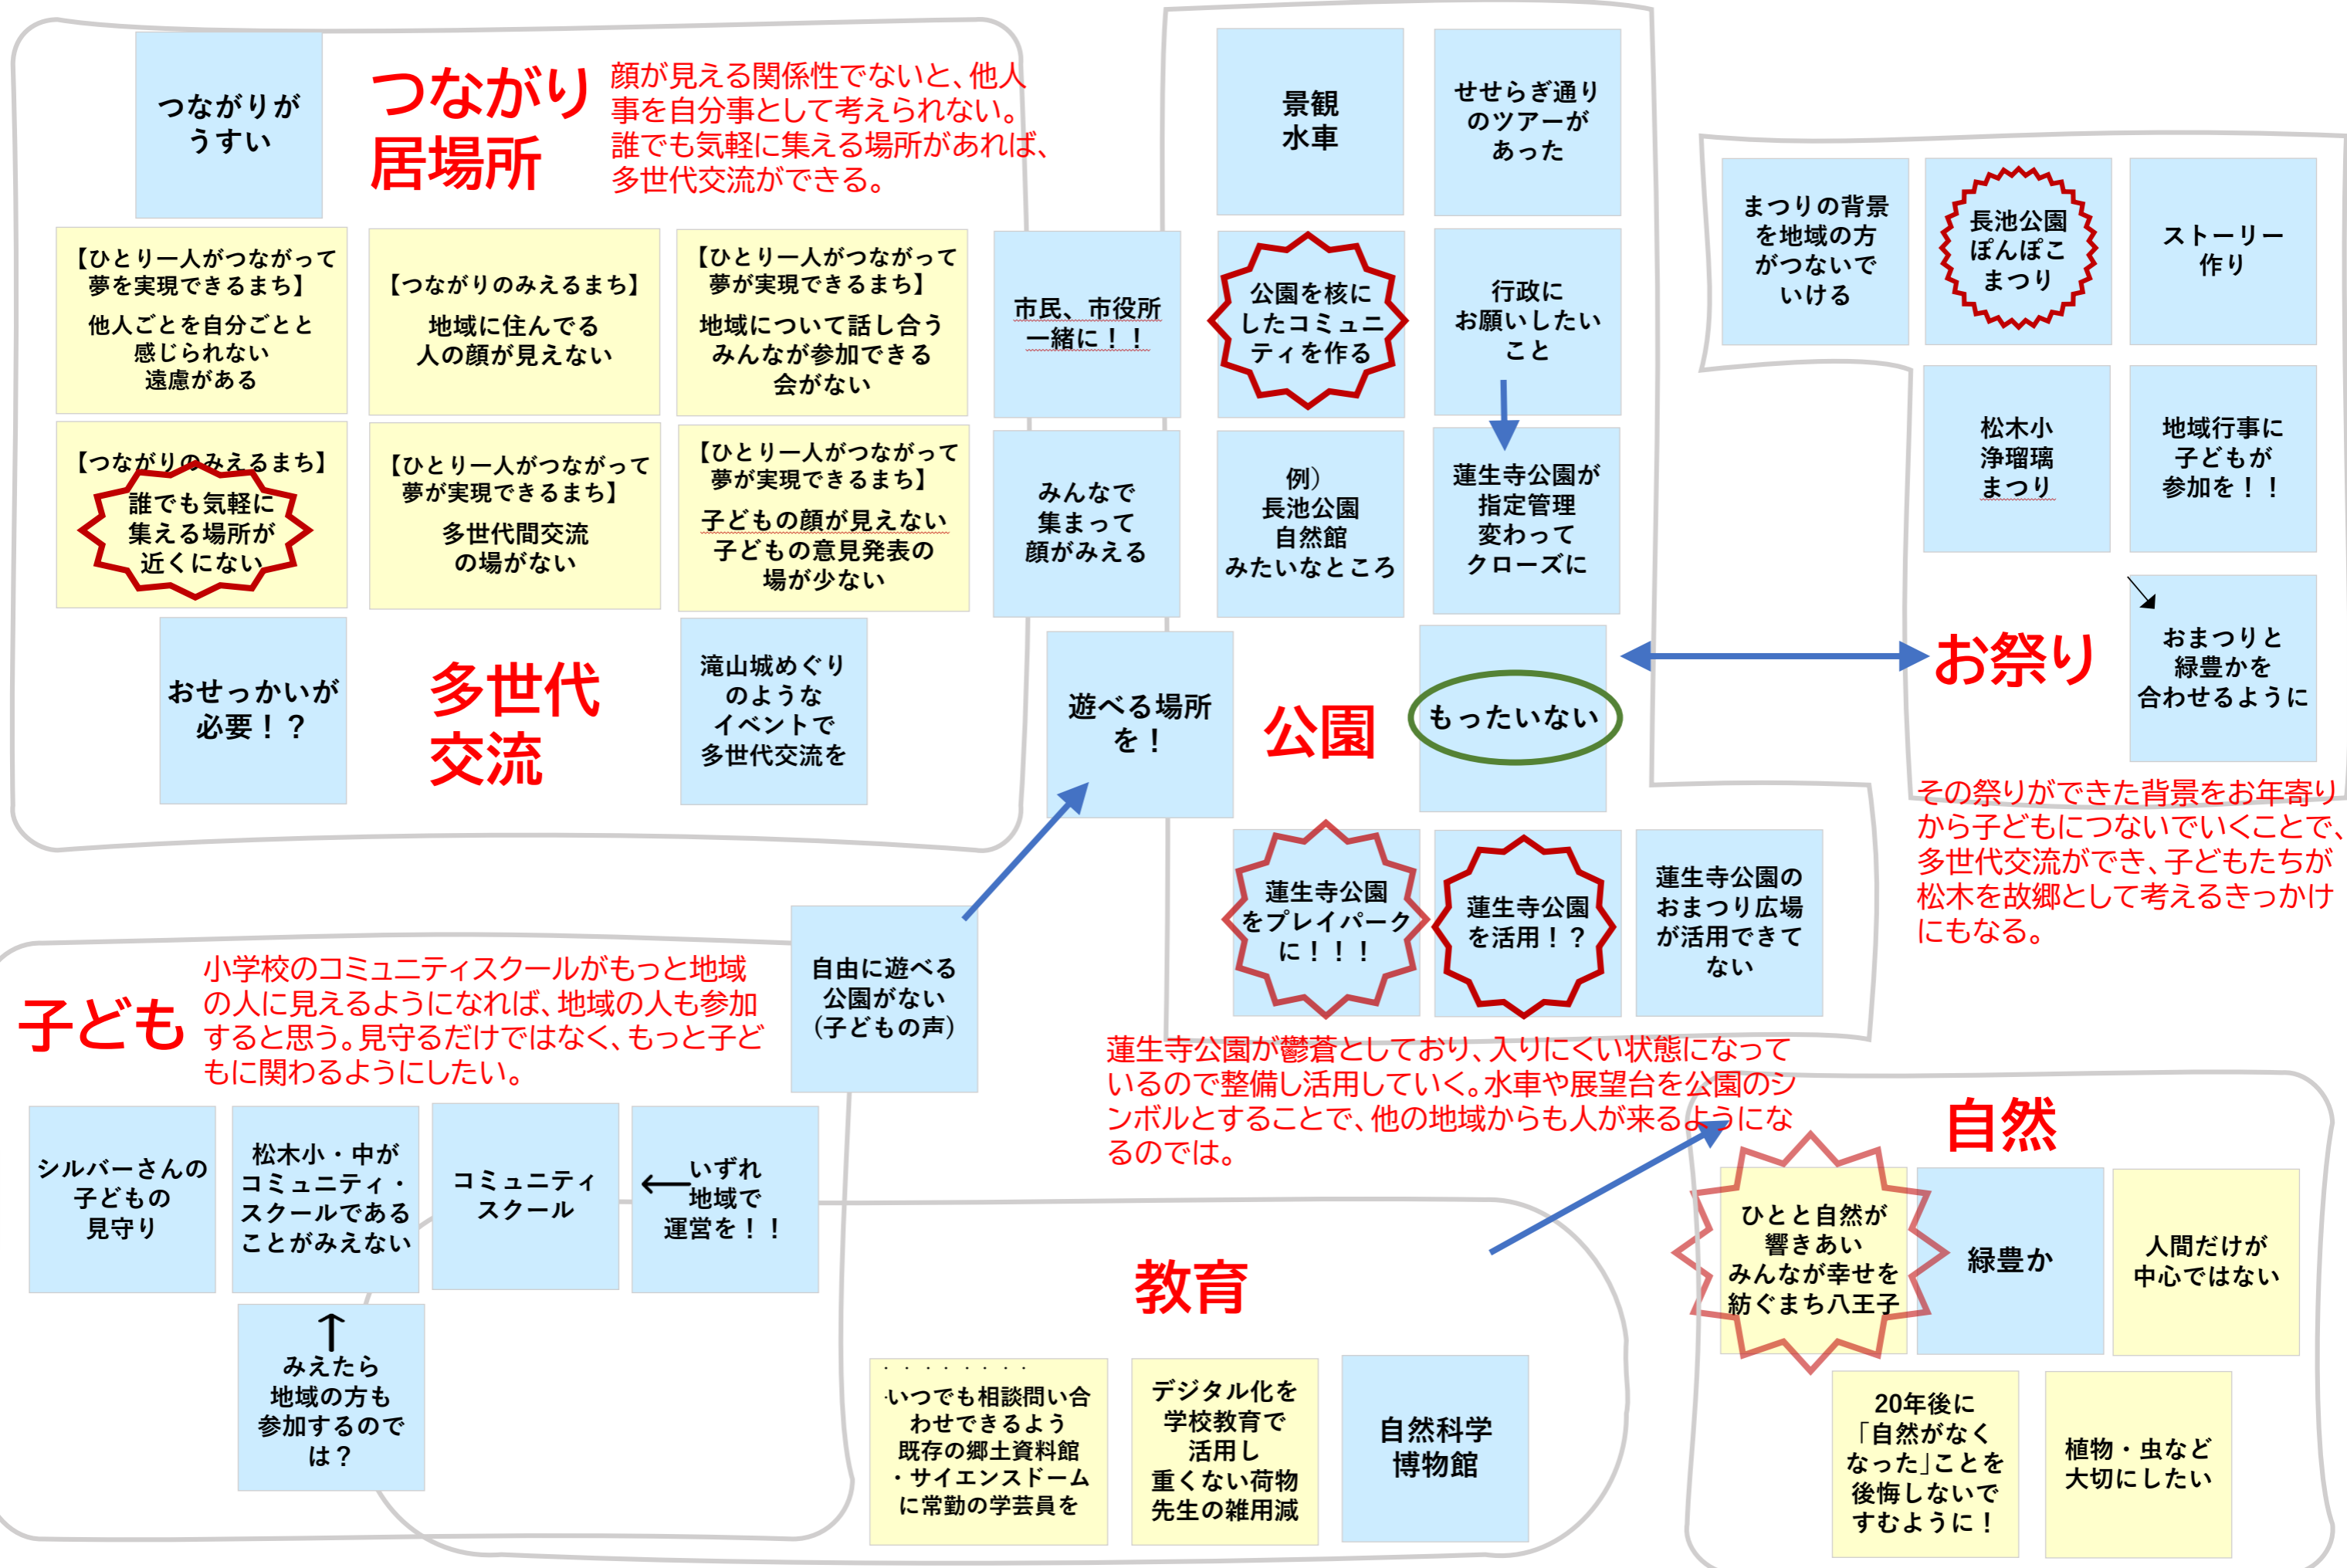 つながりが
うすい
つながり
居場所
顔が見える関係性でないと、他人
事を自分事として考えられない。
誰でも気軽に集える場所があれば、
多世代交流ができる。
【ひとり一人がつながって
夢を実現できるまち】
他人ごとを自分ごとと
感じられない
遠慮がある
【つながりのみえるまち】
地域に住んでる
人の顔が見えない
【ひとり一人がつながって
夢が実現できるまち】
地域について話し合う
みんなが参加できる
会がない
【つながりのみえるまち】
誰でも気軽に
集える場所が
近くにない
【ひとり一人がつながって
夢が実現できるまち】
多世代間交流
の場がない
【ひとり一人がつながって
夢が実現できるまち】
子どもの顔が見えない
子どもの意見発表の
場が少ない
おせっかいが
必要！？
多世代
交流
滝山城めぐり
のような
イベントで
多世代交流を
市民、市役所
一緒に！！
みんなで
集まって
顔がみえる
景観
水車
せせらぎ通り
のツアーが
あった
公園を核に
したコミュニ
ティを作る
行政に
お願いしたい
こと
例）
長池公園
自然館
みたいなところ
蓮生寺公園が
指定管理
変わって
クローズに
遊べる場所
を！
公園
もったいない
蓮生寺公園
をプレイパーク
に！！！
蓮生寺公園
を活用！？
蓮生寺公園の
おまつり広場
が活用できて
ない
蓮生寺公園が鬱蒼としており、入りにくい状態になって
いるので整備し活用していく。水車や展望台を公園のシ
ンボルとすることで、他の地域からも人が来るようにな
るのでは。
まつりの背景
を地域の方
がつないで
いける
長池公園
ぽんぽこ
まつり
ストーリー
作り
松木小
浄瑠璃
まつり
地域行事に
子どもが
参加を！！
お祭り
おまつりと
緑豊かを
合わせるように
その祭りができた背景をお年寄り
から子どもにつないでいくことで、
多世代交流ができ、子どもたちが
松木を故郷として考えるきっかけ
にもなる。
子ども
小学校のコミュニティスクールがもっと地域
の人に見えるようになれば、地域の人も参加
すると思う。見守るだけではなく、もっと子ど
もに関わるようにしたい。
自由に遊べる
公園がない
（子どもの声）
シルバーさんの
子どもの
見守り
松木小・中が
コミュニティ・
スクールである
ことがみえない
コミュニティ
スクール
←いずれ
地域で
運営を！！
↑
みえたら
地域の方も
参加するので
は？
教育
・いつでも相談問い合
わせできるよう
既存の郷土資料館
・サイエンスドーム
に常勤の学芸員を
デジタル化を
学校教育で
活用し
重くない荷物
先生の雑用減
自然科学
博物館
自然
ひとと自然が
響きあい
みんなが幸せを
紡ぐまち八王子
緑豊か
人間だけが
中心ではない
20年後に
「自然がなく
なった」ことを
後悔しないで
すむように！
植物・虫など
大切にしたい